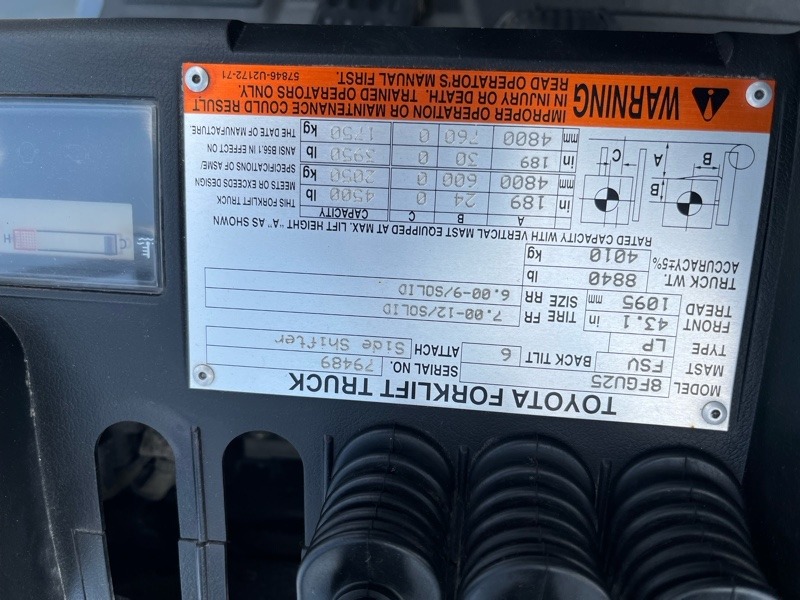 TOYOTA FORKLIFT TRUCK
MODEL 8FGU25 SERIAL NO. 79489
MAST FSV BACK TILT 6 ATTACH Side Shifter
TYPE LP
FRONT TREAD 43.1 in 1095 mm TIRE FR 7.00-12/SOLID
SIZE RR 6.00-9/SOLID
TRUCK WT. 8840 lb
ACCURACY±5% 4010 kg
RATED CAPACITY WITH VERTICAL MAST EQUIPPED AT MAX. LIFT HEIGHT "A" AS SHOWN
A B C CAPACITY
in 189 24 0 4500 lb
mm 4800 600 0 2050 kg
in 189 30 0 3950 lb
mm 4800 760 0 1750 kg
THIS FORKLIFT TRUCK
MEETS OR EXCEEDS DESIGN
SPECIFICATIONS OF ASME/
ANSI B56.1 IN EFFECT ON
THE DATE OF MANUFACTURE.
B
C
A
B
WARNING
IMPROPER OPERATION OR MAINTENANCE COULD RESULT
IN INJURY OR DEATH. TRAINED OPERATORS ONLY.
READ OPERATOR'S MANUAL FIRST.
57846-U2172-71
C H